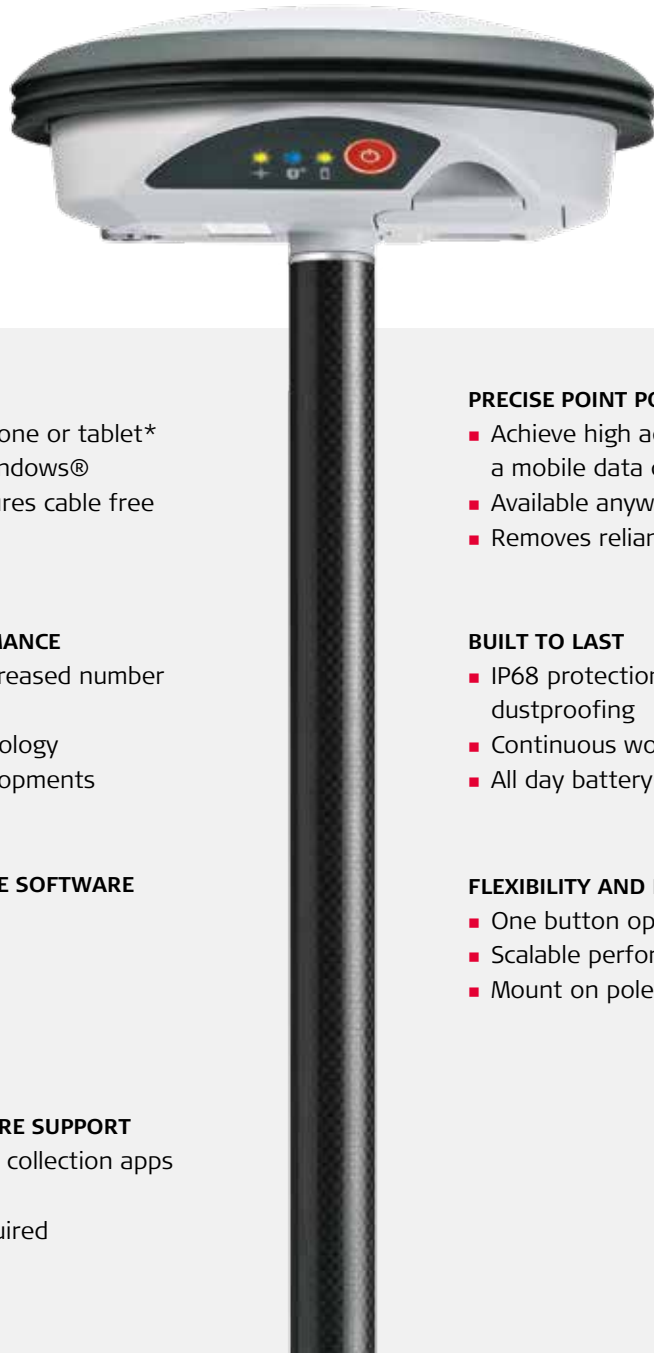 one or tablet*
ndows®
res cable free
MANCE
reased number
ology
opments
E SOFTWARE
RE SUPPORT
collection apps
uired
PRECISE POINT PO
▪ Achieve high ac
a mobile data c
▪ Available anyw
▪ Removes relian
BUILT TO LAST
▪ IP68 protection
dustproofing
▪ Continuous wo
▪ All day battery
FLEXIBILITY AND
▪ One button op
▪ Scalable perfor
▪ Mount on pole